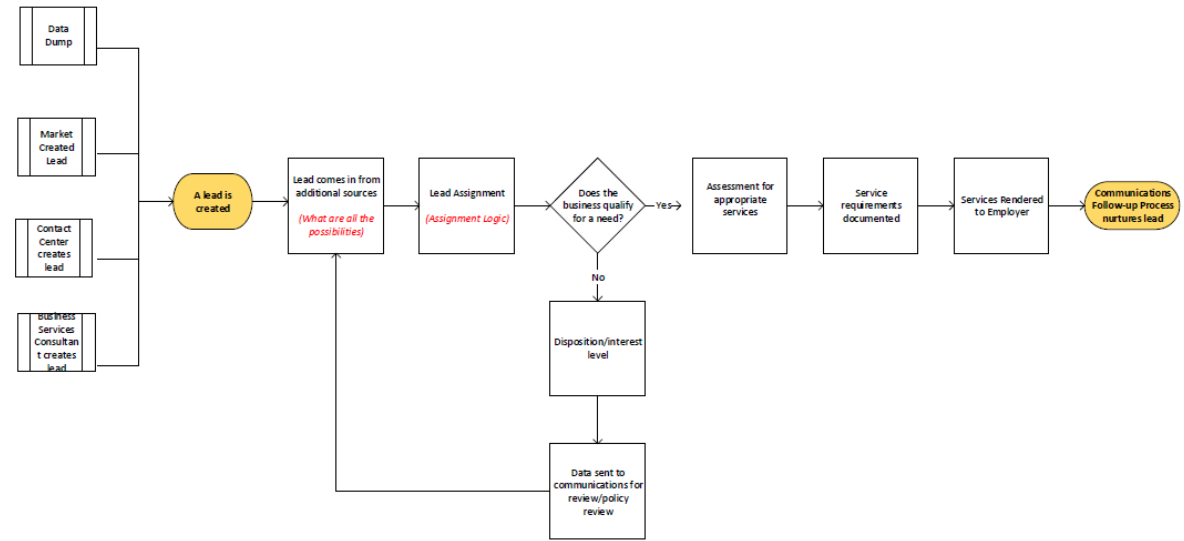 Data
Dump
Market
Created
Lead
Contact
Center
creates
lead
Business
Services
Consultan
t creates
lead
A lead is
created
Lead comes in from
additional sources
(What are all the
possibilities)
Lead Assignment
(Assignment Logic)
Does the
business qualify
for a need?
Yes
No
Disposition/interest
level
Data sent to
communications for
review/policy
review
Assessment for
appropriate
services
Service
requirements
documented
Services Rendered
to Employer
Communications
Follow-up Process
nurtures lead